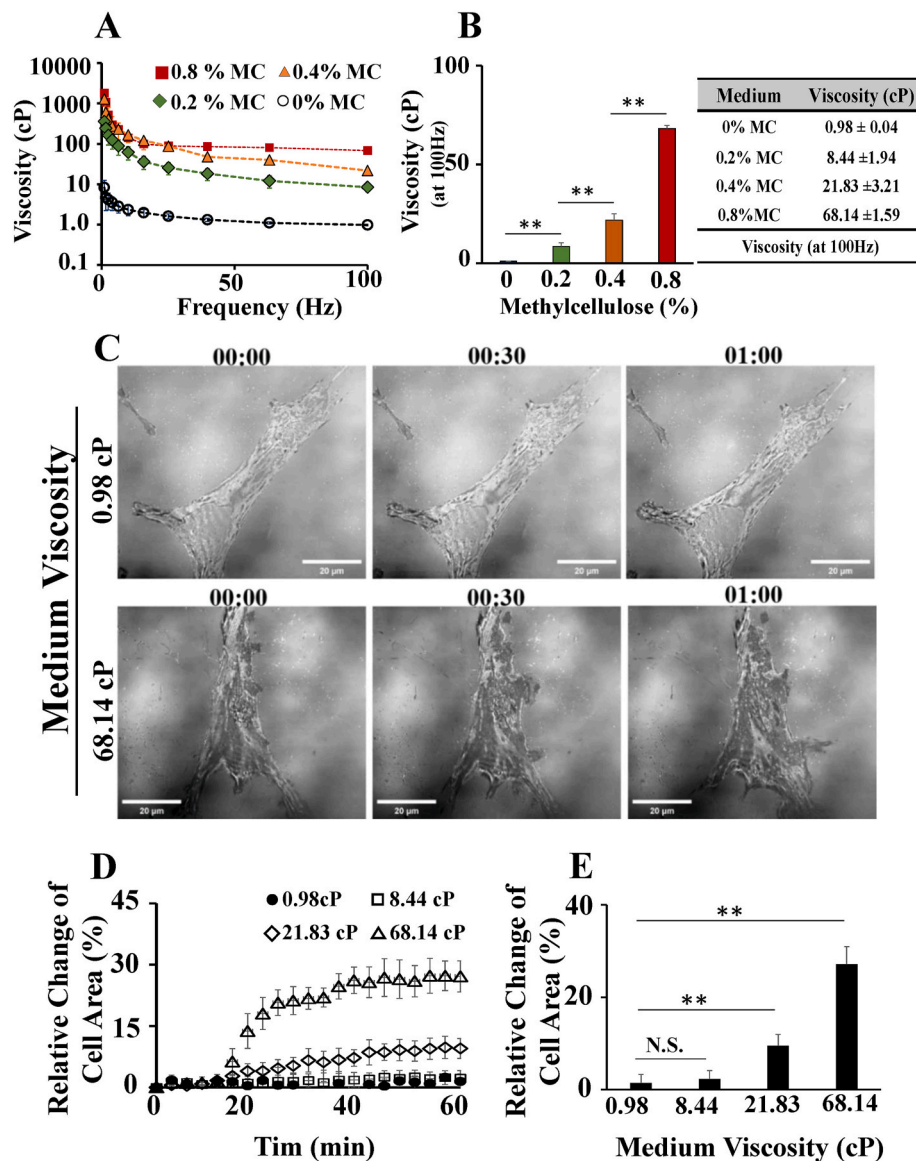 A
Viscosity (cP)
10000
1000
100
10
1.0
0.1
0.8 % MC
0.4% MC
0.2 % MC
0% MC
0
50
100
Frequency (Hz)
B
Viscosity (cP)
(at 100Hz)
100
50
0
**
**
**
0
0.2
0.4
0.8
Methylcellulose (%)
Medium Viscosity (cP)
0% MC 0.98 ± 0.04
0.2% MC 8.44 ±1.94
0.4% MC 21.83 ±3.21
0.8%MC 68.14 ±1.59
Viscosity (at 100Hz)
C
Medium Viscosity
0.98 cP
00:00
00:30
01:00
20 µm
20 µm
20 µm
68.14 cP
00:00
00:30
01:00
20 µm
20 µm
20 µm
D
Relative Change of
Cell Area (%)
45
30
15
0
0.98cP
8.44 cP
21.83 cP
68.14 cP
0
20
40
60
Tim (min)
E
Relative Change of
Cell Area (%)
40
20
0
**
**
N.S.
0.98
8.44
21.83
68.14
Medium Viscosity (cP)